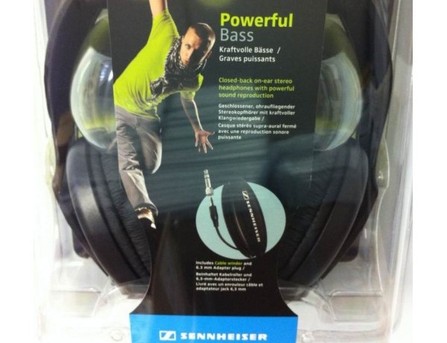 Powerful
Bass
Kraftvolle Bässe /
Graves puissants
Closed-back on-ear stereo
headphones with powerful
sound reproduction
Geschlossener, ohraufliegender
Stereokopfhörer mit kraftvoller
Klangwiedergabe /
Casque stéréo supra-aural fermé
avec une reproduction sonore
puissante
SENNHEISER
Includes Cable winder and
6,3 mm Adaptor plug /
Beinhaltet Kabelroller und
6,3-mm-Adapterstecker /
Livré avec un enrouleur câble et
adaptateur jack 6,3 mm
SENNHEISER